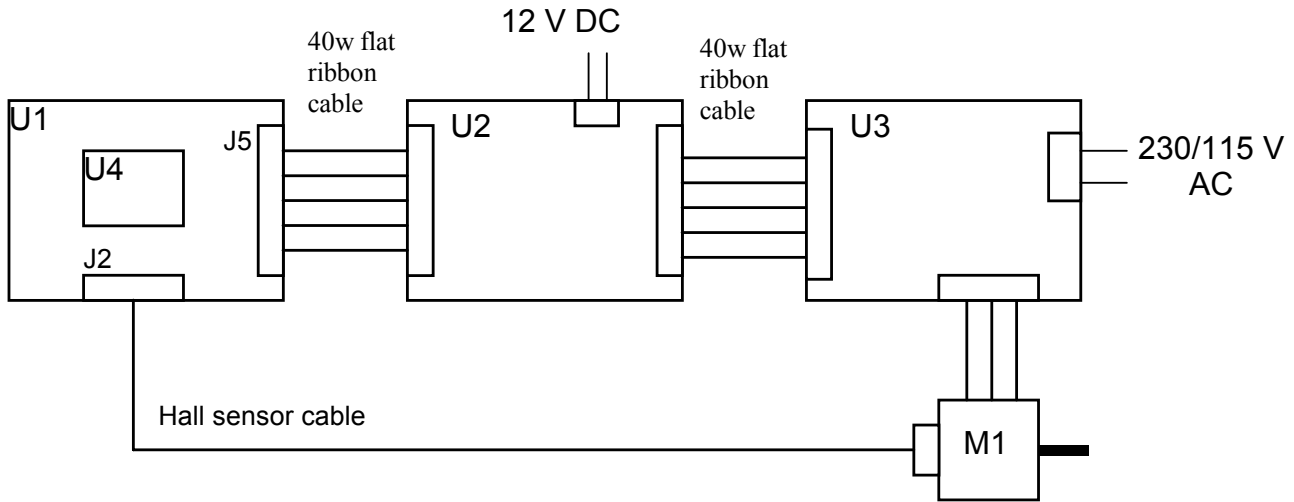 12 V DC
40w flat
ribbon
cable
40w flat
ribbon
cable
U1
J5
U2
U3
230/115 V
AC
U4
J2
Hall sensor cable
M1